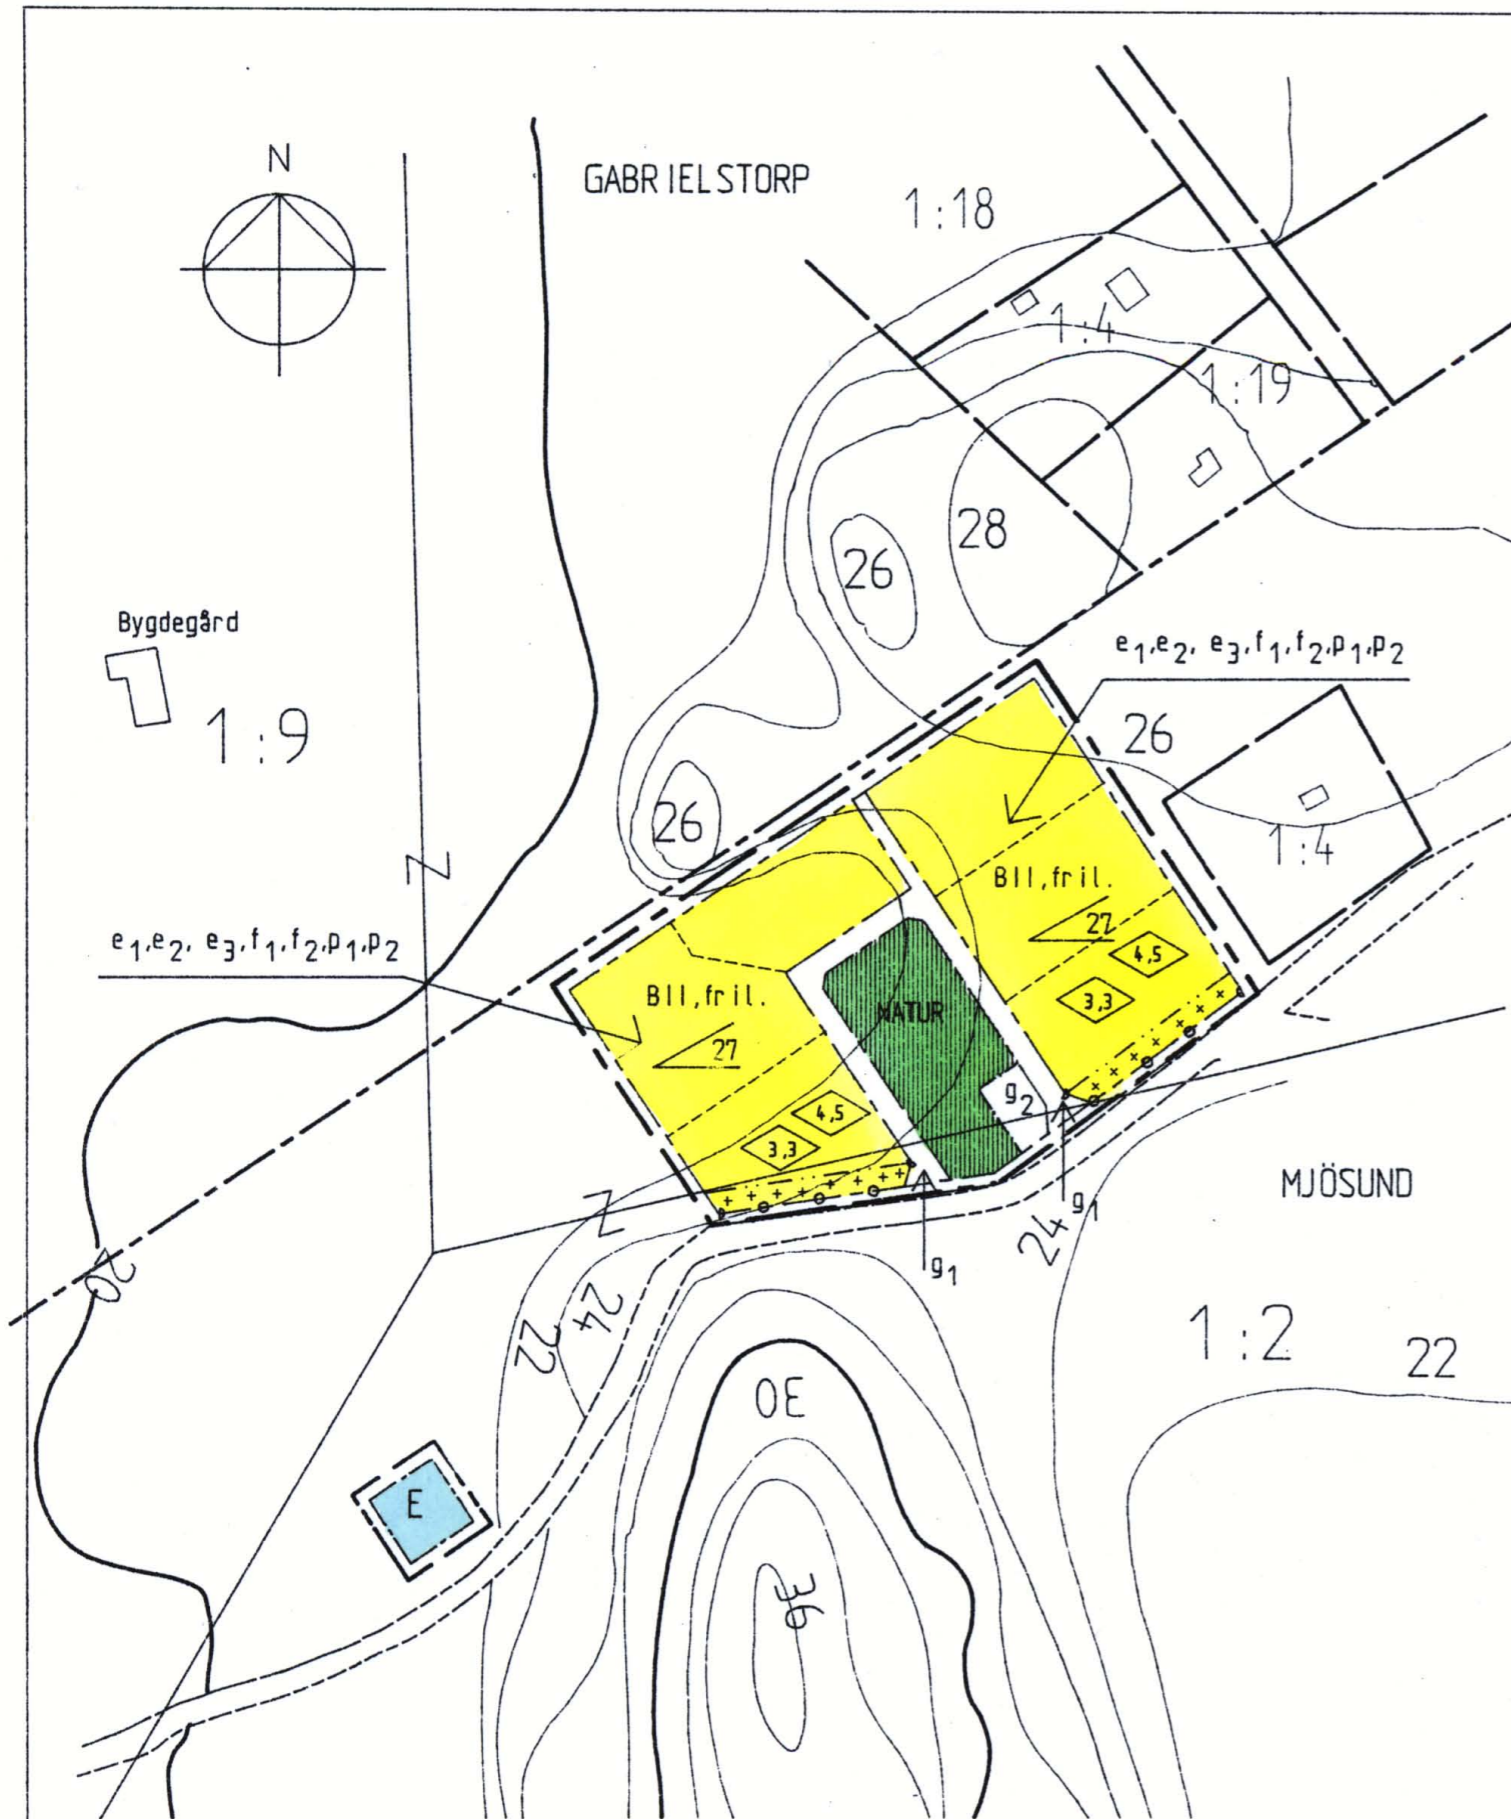 N
GABRIELSTORP
1:18
1:4
1:19
28
26
Bygdegård
1:9
e1,e2, e3,f1,f2,p1,p2
26
26
1:4
BII,fril.
27
4,5
3,3
e1,e2, e3,f1,f2,p1,p2
BII,fril.
27
NATUR
4,5
3,3
g2
g1
g1
MJÖSUND
24
20
24
22
1:2
22
OE
E
36